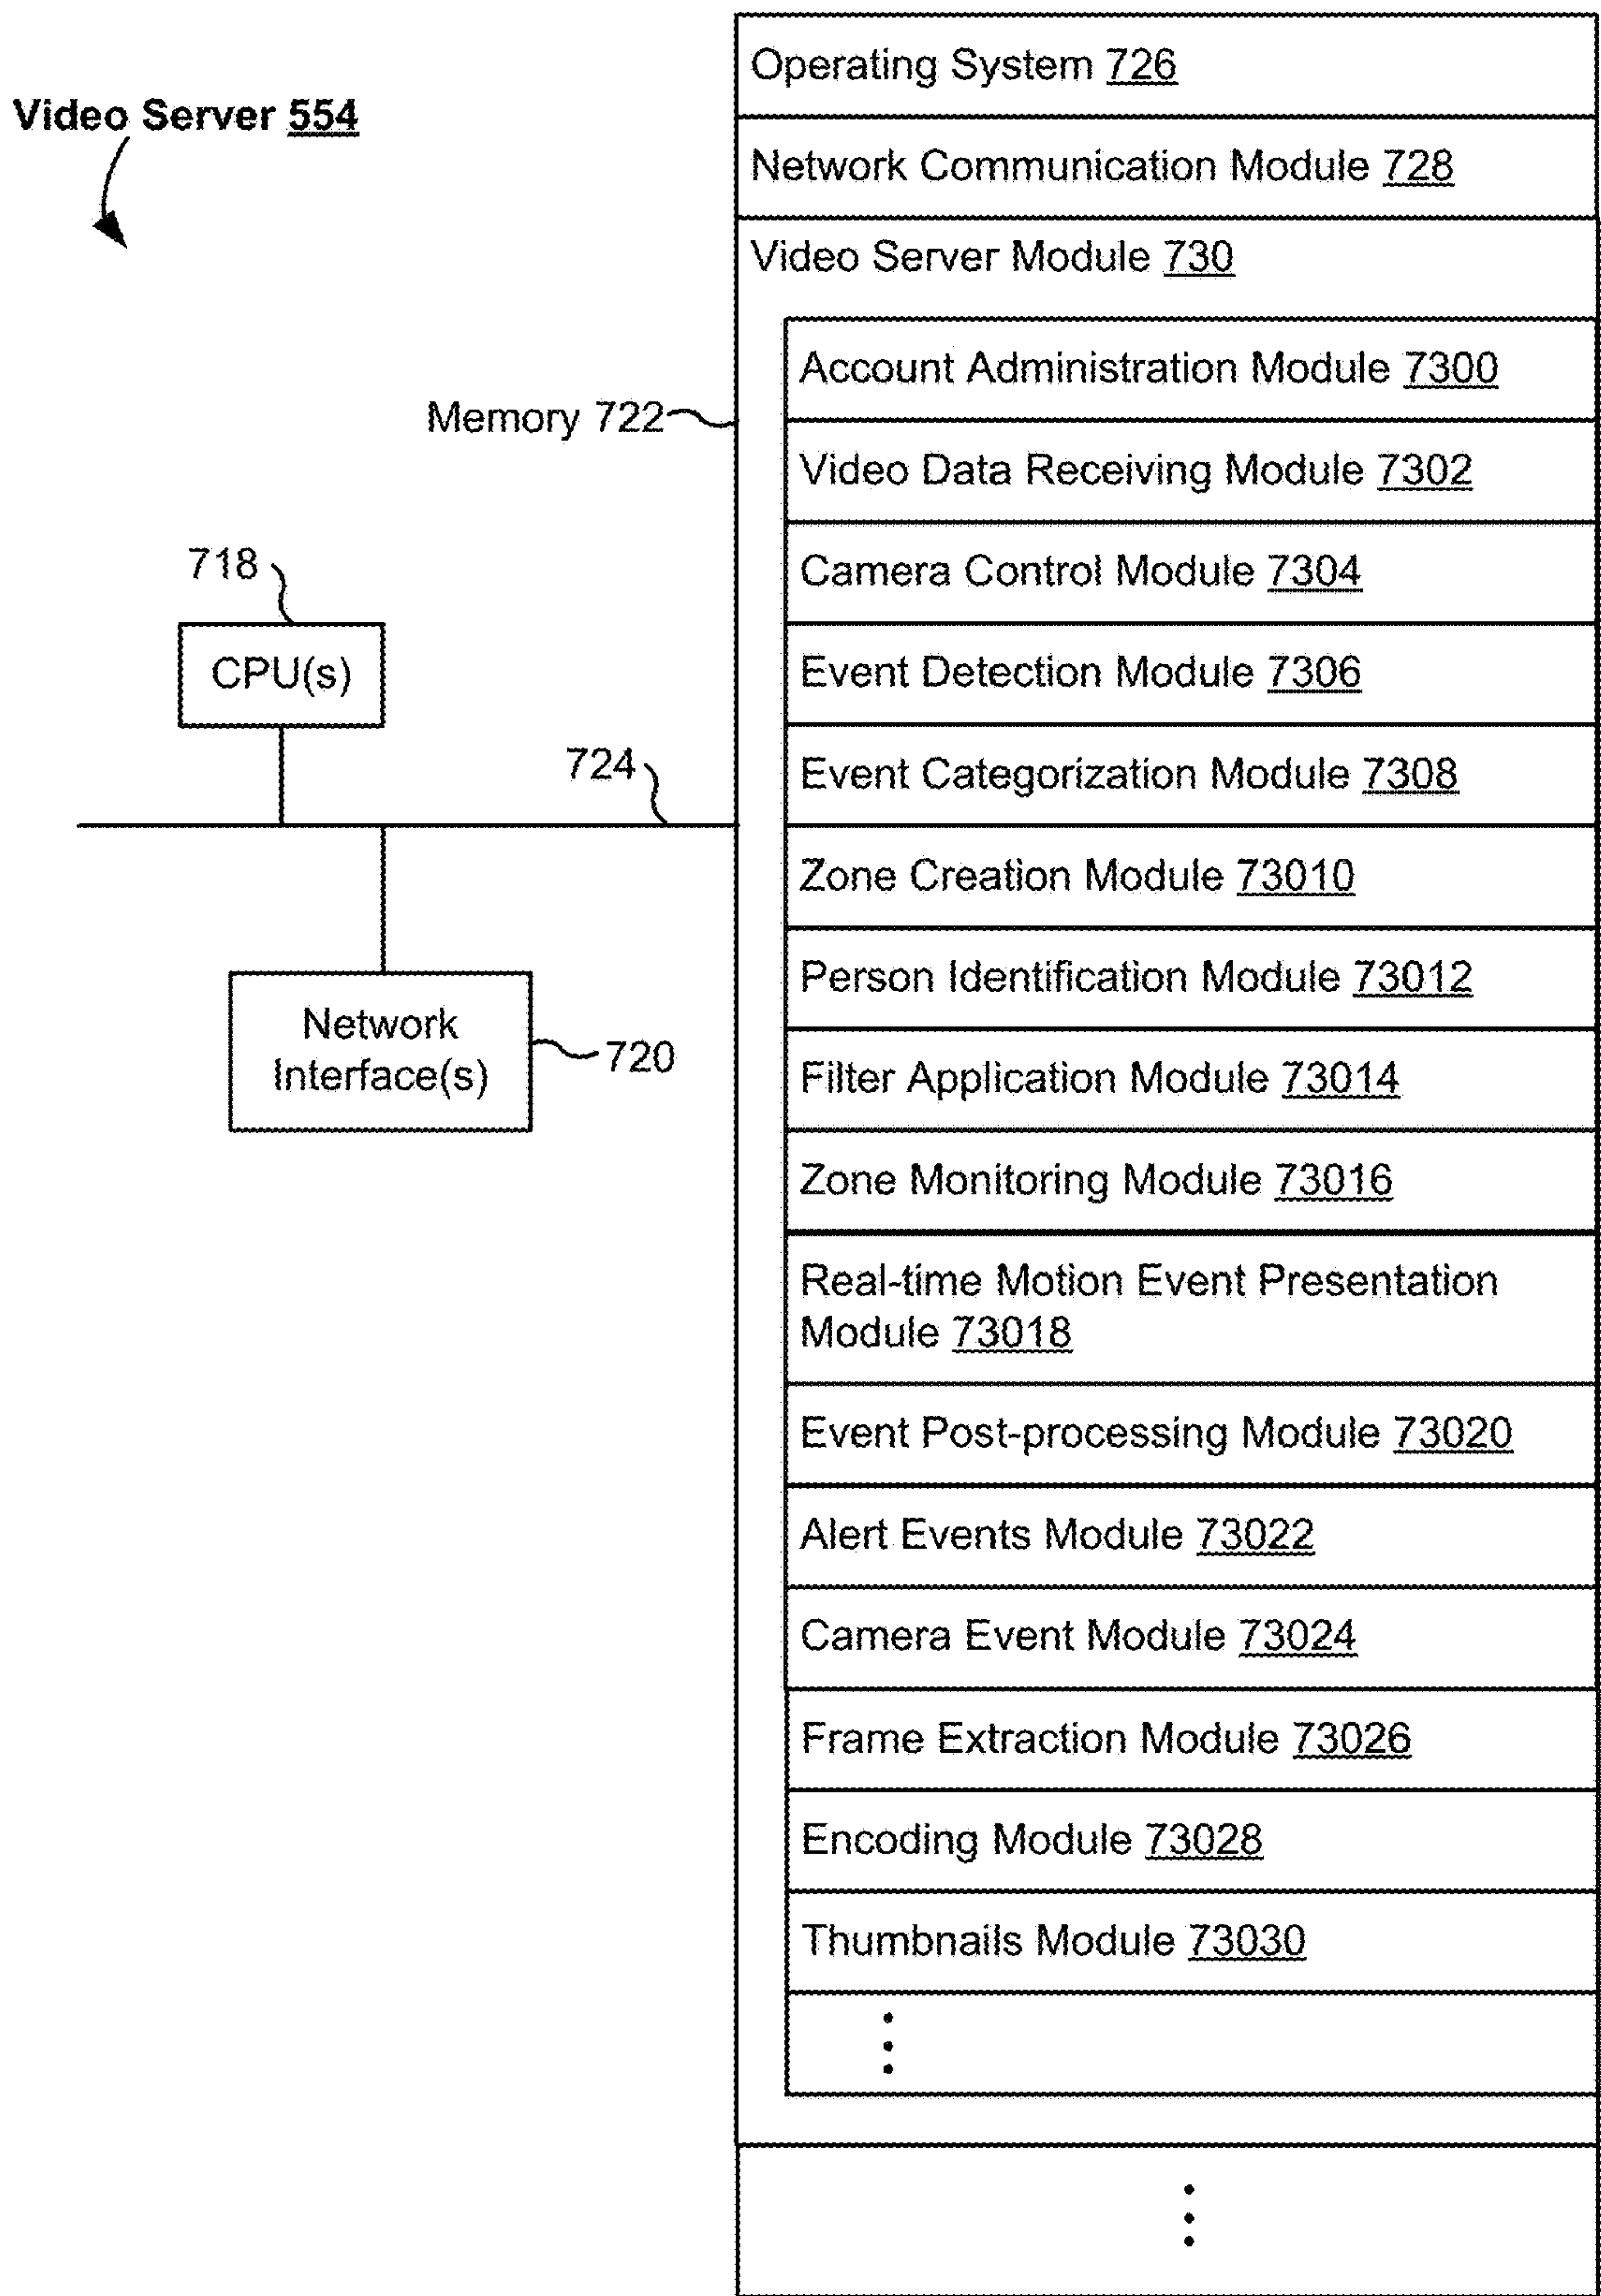 Video Server 554
Operating System 726
Network Communication Module 728
Video Server Module 730
Account Administration Module 7300
Memory 722
Video Data Receiving Module 7302
Camera Control Module 7304
718
CPU(s)
Event Detection Module 7306
724
Event Categorization Module 7308
Zone Creation Module 73010
Person Identification Module 73012
Network
Interface(s)
720
Filter Application Module 73014
Zone Monitoring Module 73016
Real-time Motion Event Presentation
Module 73018
Event Post-processing Module 73020
Alert Events Module 73022
Camera Event Module 73024
Frame Extraction Module 73026
Encoding Module 73028
Thumbnails Module 73030